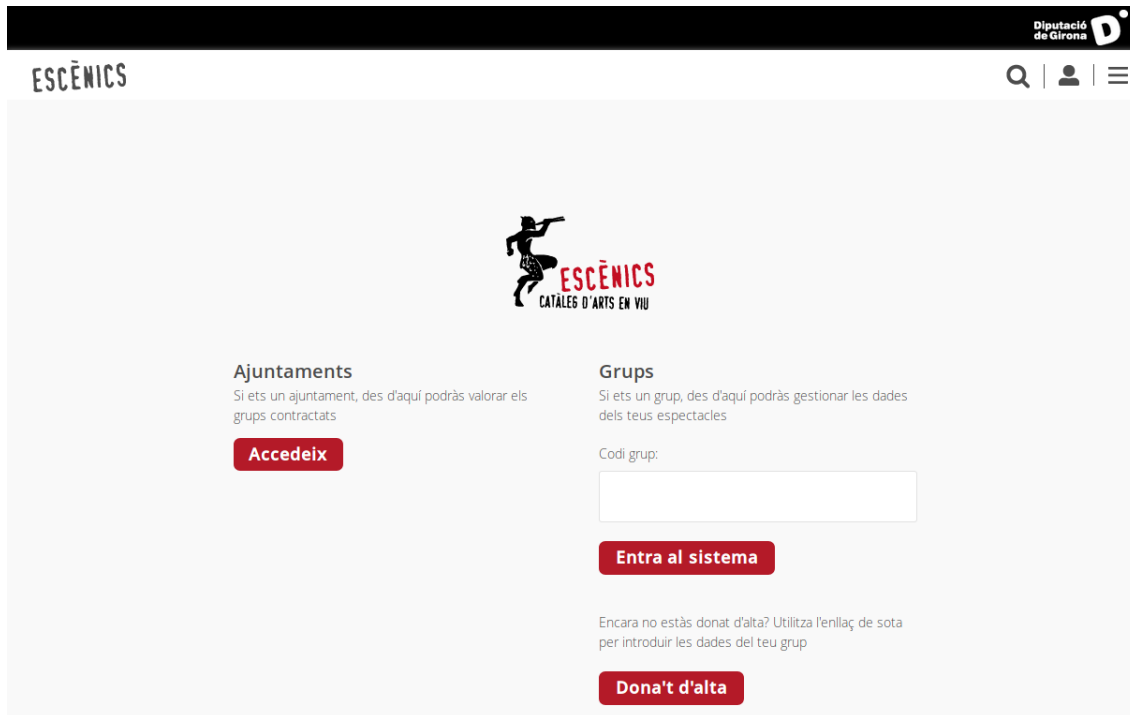 Diputació
de Girona
ESCÈNICS
ESCÈNICS
CATÀLEG D'ARTS EN VIU
Ajuntaments
Si ets un ajuntament, des d'aquí podràs valorar els
grups contractats
Accedeix
Grups
Si ets un grup, des d'aquí podràs gestionar les dades
dels teus espectacles
Codi grup:
Entra al sistema
Encara no estàs donat d'alta? Utilitza l'enllaç de sota
per introduir les dades del teu grup
Dona't d'alta